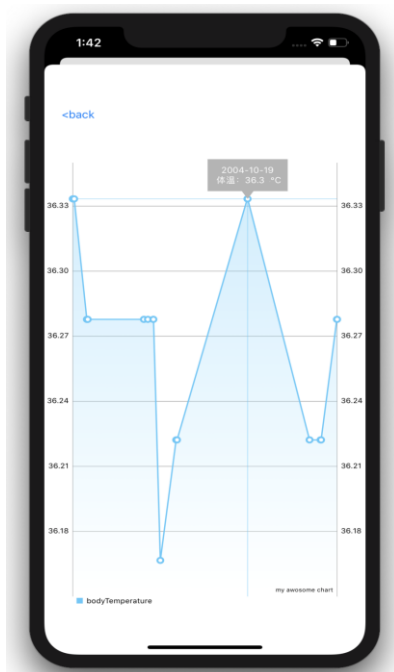 1:42
<back
2004-10-19
体温：36.3 °C
36.33 36.33
36.30 36.30
36.27 36.27
36.24 36.24
36.21 36.21
36.18 36.18
my awosome chart
bodyTemperature